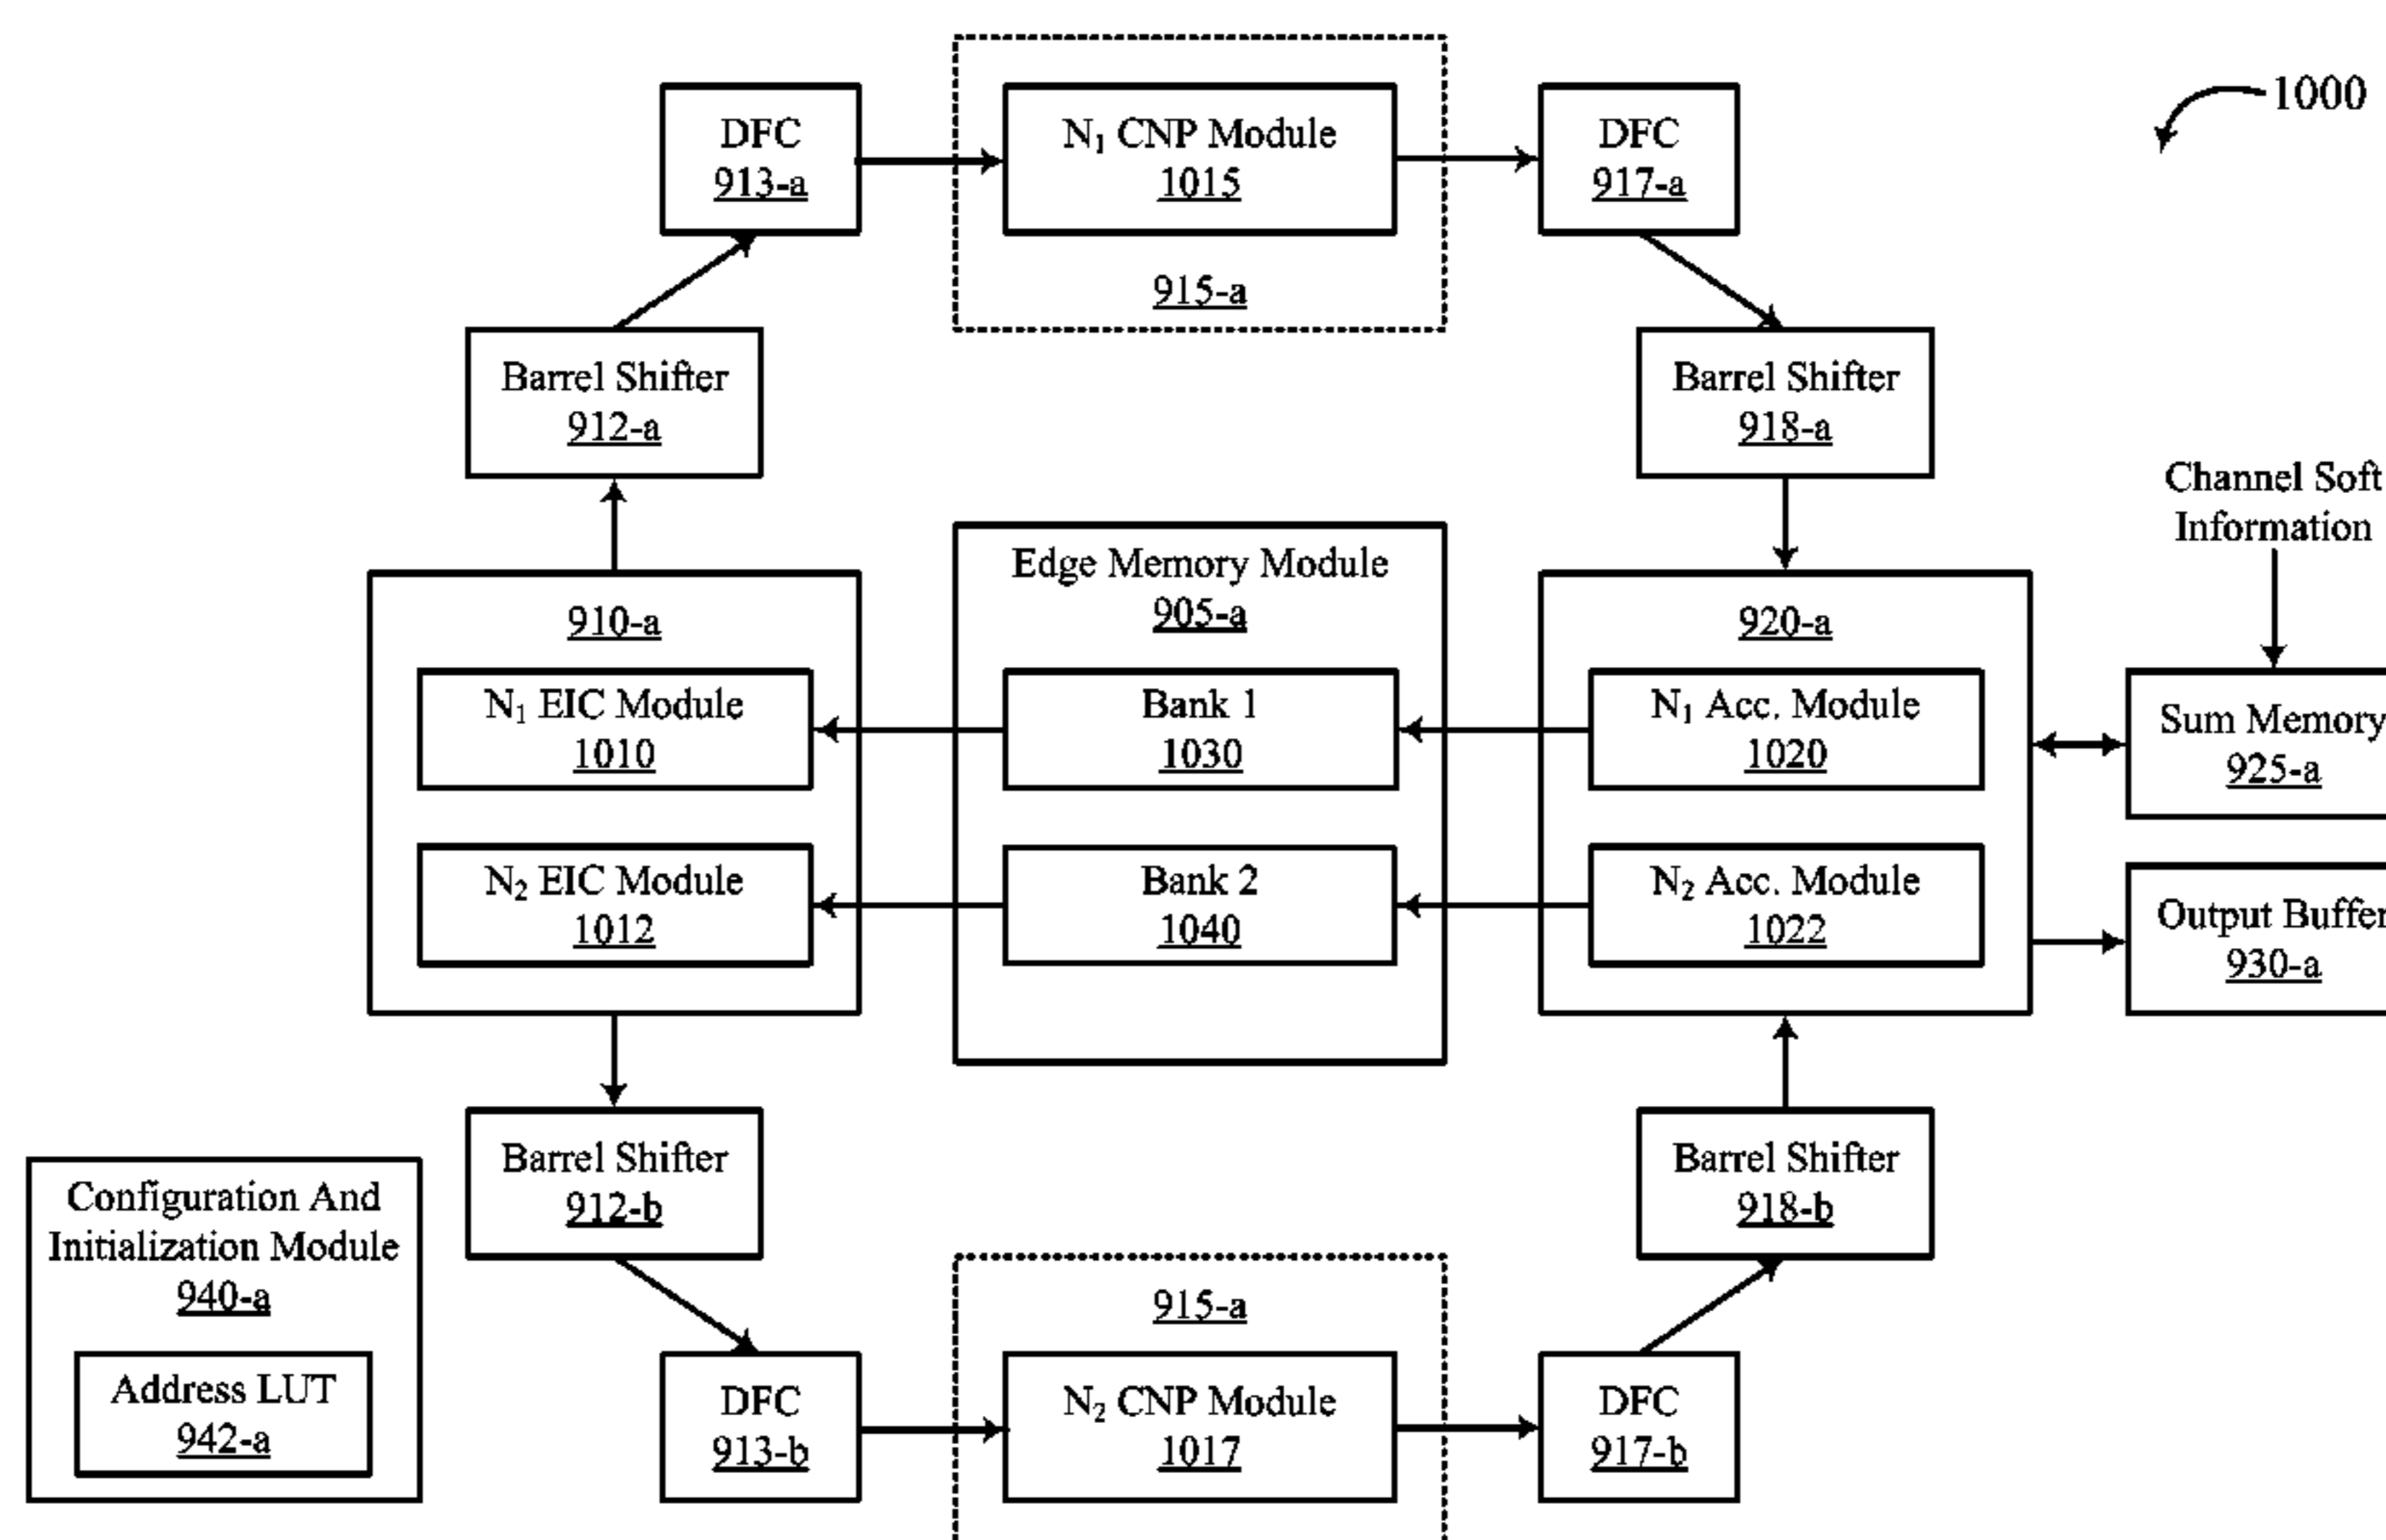 1000
DFC
913-a
N₁ CNP Module
1015
915-a
DFC
917-a
Barrel Shifter
912-a
Barrel Shifter
918-a
Channel Soft
Information
910-a
N₁ EIC Module
1010
N₂ EIC Module
1012
Edge Memory Module
905-a
Bank 1
1030
Bank 2
1040
920-a
N₁ Acc. Module
1020
N₂ Acc. Module
1022
Sum Memory
925-a
Output Buffer
930-a
Barrel Shifter
912-b
Barrel Shifter
918-b
Configuration And
Initialization Module
940-a
Address LUT
942-a
DFC
913-b
915-a
N₂ CNP Module
1017
DFC
917-b